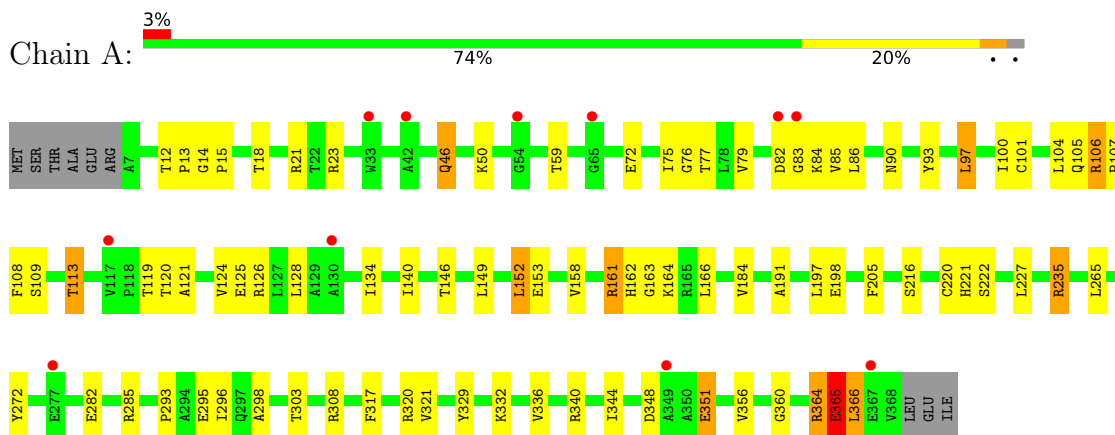 3%
Chain A:
74% 20% • •
MET SER THR ALA GLU ARG A7 T12 P13 G14 P15 T18 R21 T22 R23 W33 A42 Q46 K50 G54 T59 G65 E72 I75 G76 T77 L78 V79 D82 G83 K84 V85 L86 N90 Y93 L97 I100 C101 L104 Q105 R106
F108 S109 T113 V117 P118 T119 T120 A121 V124 E125 R126 L127 L128 A129 A130 I134 I140 T146 L149 L152 E153 V158 R161 H162 G163 K164 R165 L166 V184 A191 L197 E198 F205 S216 C220 H221 S222 L227 R235 L265
Y272 E277 E282 R285 P293 A294 E295 I296 Q297 A298 T303 R308 F317 R320 V321 Y329 K332 V336 R340 I344 D348 A349 A350 E351 V356 G360 R364 E365 L366 E367 V368 LEU GLU ILE